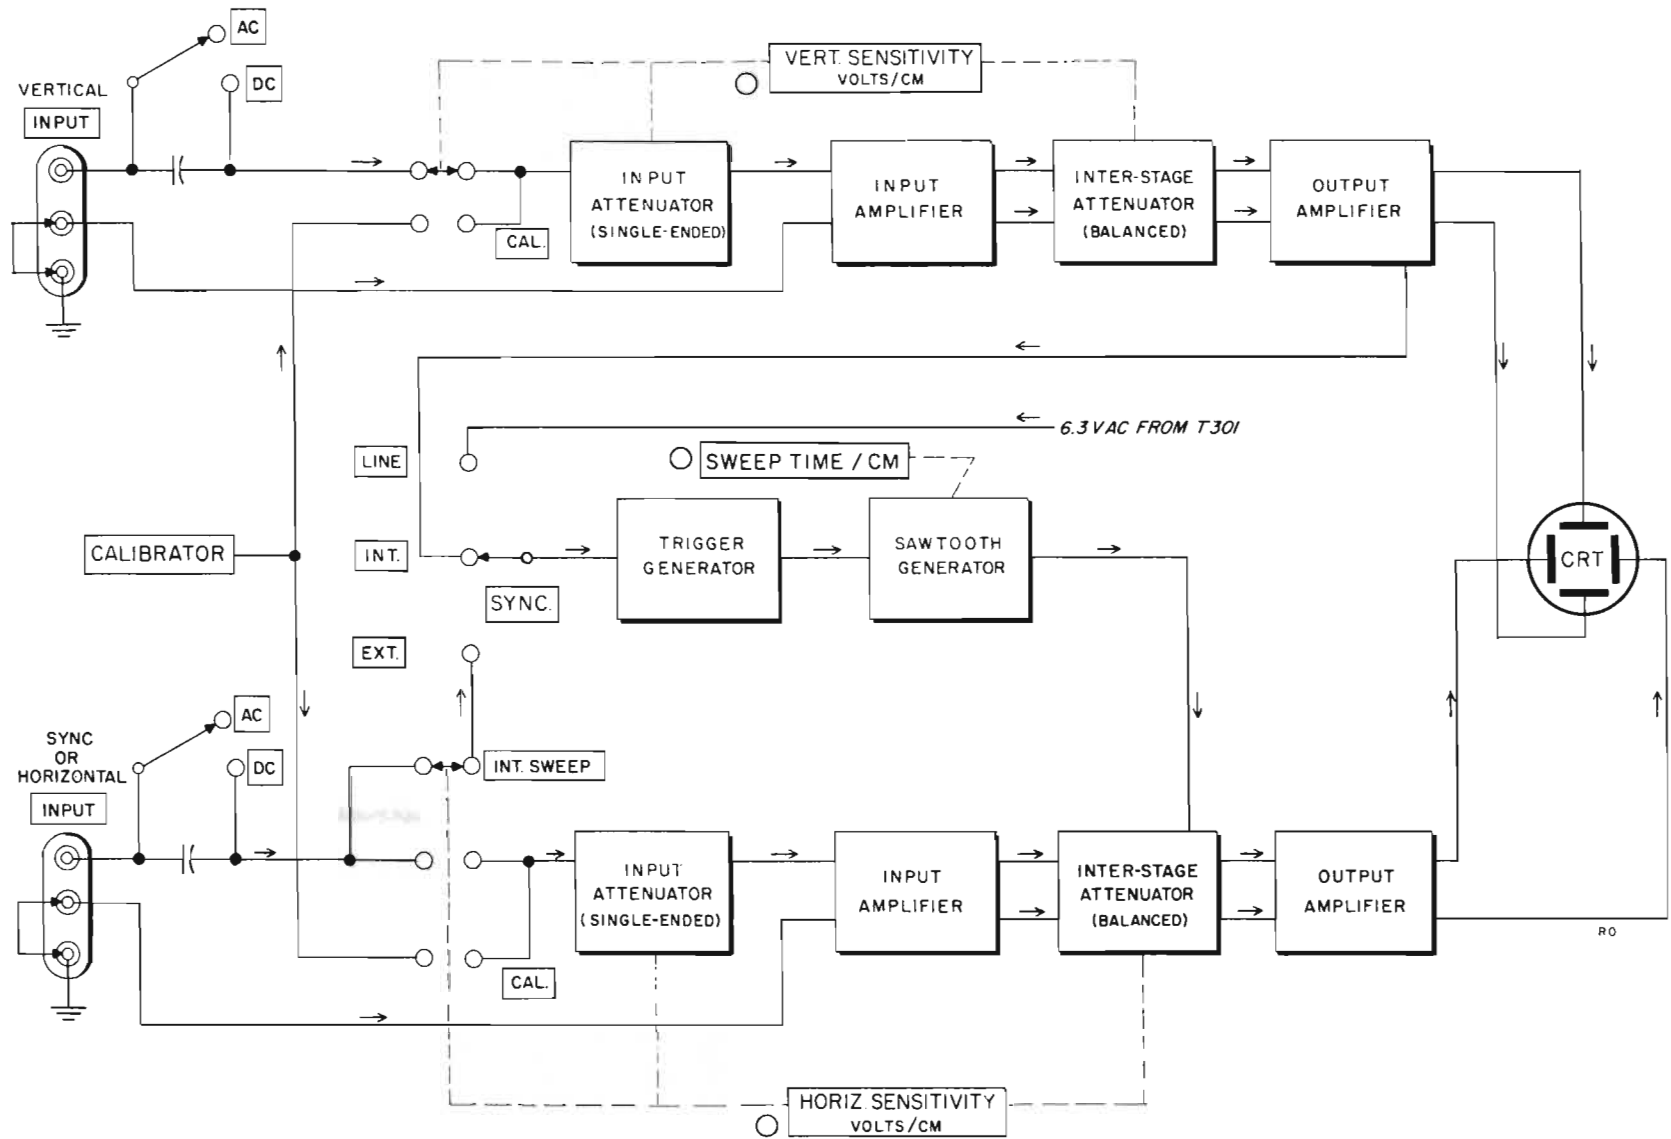 AC
VERT. SENSITIVITY
VOLTS/CM
DC
VERTICAL
INPUT
INPUT
ATTENUATOR
(SINGLE-ENDED)
INPUT
AMPLIFIER
INTER-STAGE
ATTENUATOR
(BALANCED)
OUTPUT
AMPLIFIER
CAL.
6.3 VAC FROM T301
LINE
SWEEP TIME / CM
CALIBRATOR
INT.
TRIGGER
GENERATOR
SAWTOOTH
GENERATOR
CRT
SYNC.
EXT.
AC
SYNC
OR
HORIZONTAL
INPUT
DC
INT. SWEEP
INPUT
ATTENUATOR
(SINGLE-ENDED)
INPUT
AMPLIFIER
INTER-STAGE
ATTENUATOR
(BALANCED)
OUTPUT
AMPLIFIER
RO
CAL.
HORIZ. SENSITIVITY
VOLTS/CM